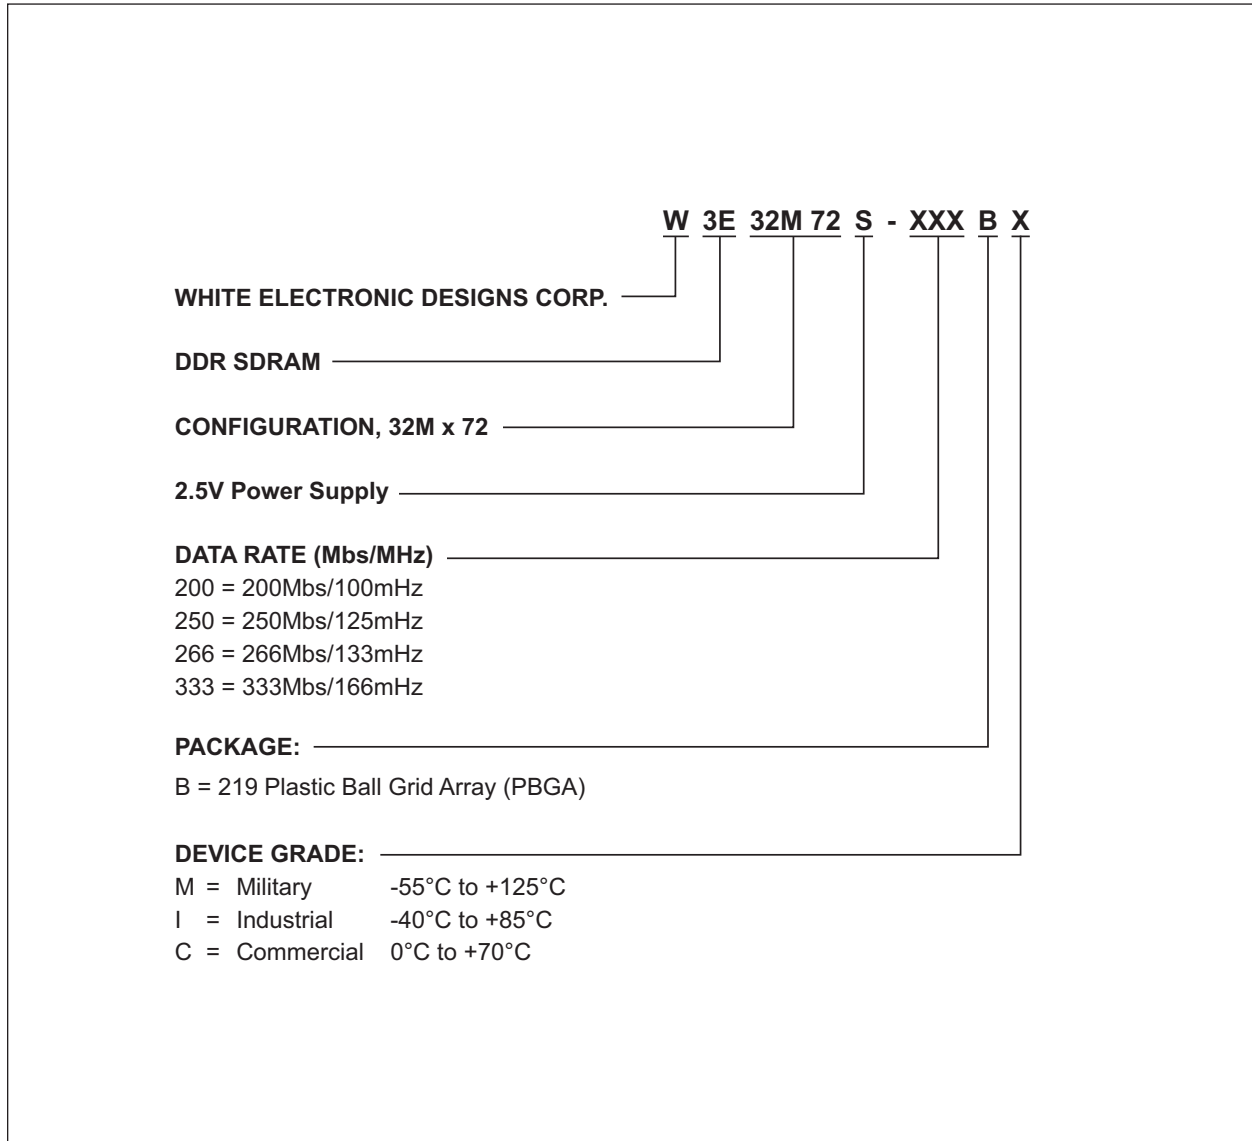 W 3E 32M 72 S - XXX B X
WHITE ELECTRONIC DESIGNS CORP.
DDR SDRAM
CONFIGURATION, 32M x 72
2.5V Power Supply
DATA RATE (Mbs/MHz)
200 = 200Mbs/100mHz
250 = 250Mbs/125mHz
266 = 266Mbs/133mHz
333 = 333Mbs/166mHz
PACKAGE:
B = 219 Plastic Ball Grid Array (PBGA)
DEVICE GRADE:
M = Military -55°C to +125°C
I = Industrial -40°C to +85°C
C = Commercial 0°C to +70°C